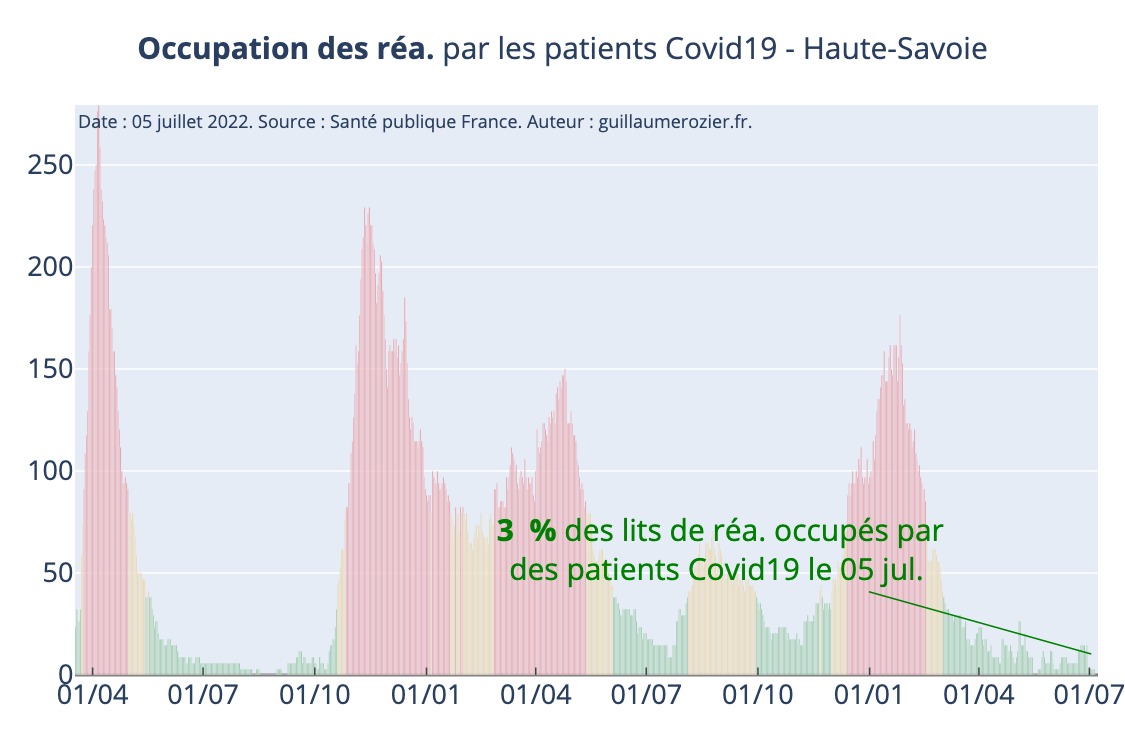 Occupation des réa. par les patients Covid19 - Haute-Savoie
Date : 05 juillet 2022. Source : Santé publique France. Auteur : guillaumerozier.fr.
250
200
150
100
50
0
3 % des lits de réa. occupés par
des patients Covid19 le 05 jul.
01/04 01/07 01/10 01/01 01/04 01/07 01/10 01/01 01/04 01/07